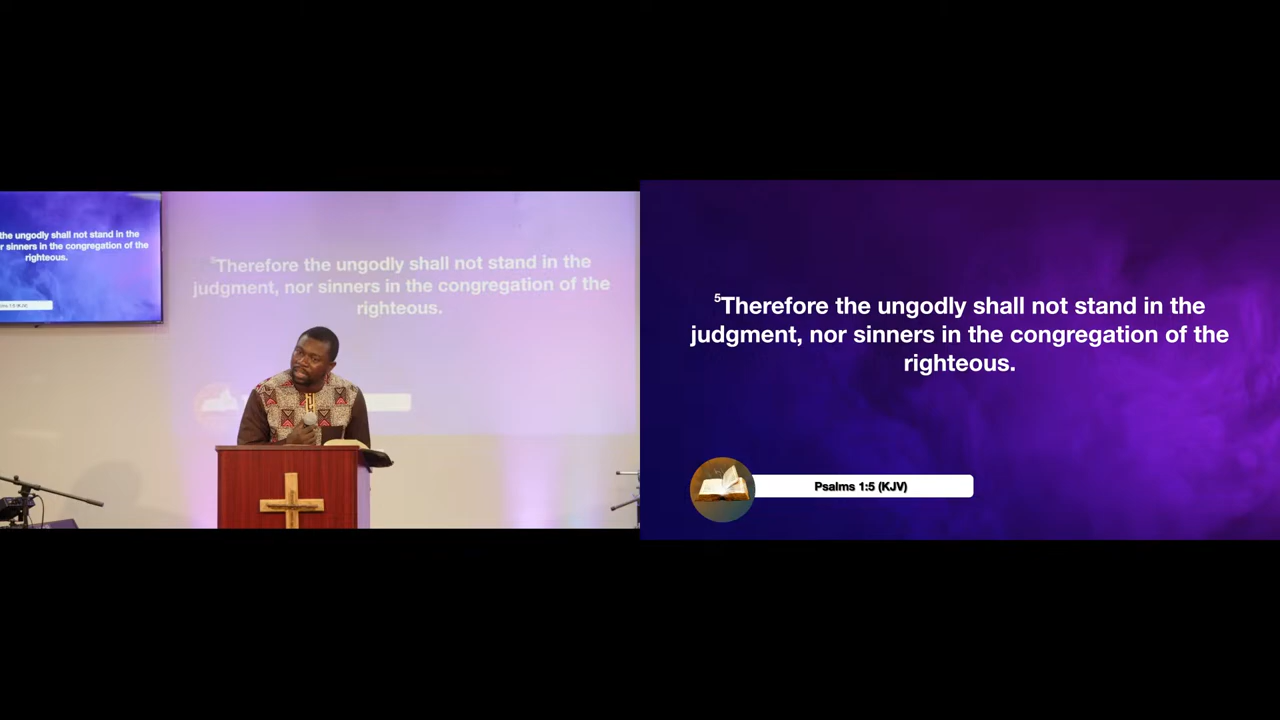 the ungodly shall not stand in the
sinners in the congregation of the
righteous.
5Therefore the ungodly shall not stand in the
judgment, nor sinners in the congregation of the
righteous.
5Therefore the ungodly shall not stand in the
judgment, nor sinners in the congregation of the
righteous.
Psalms 1:5 (KJV)